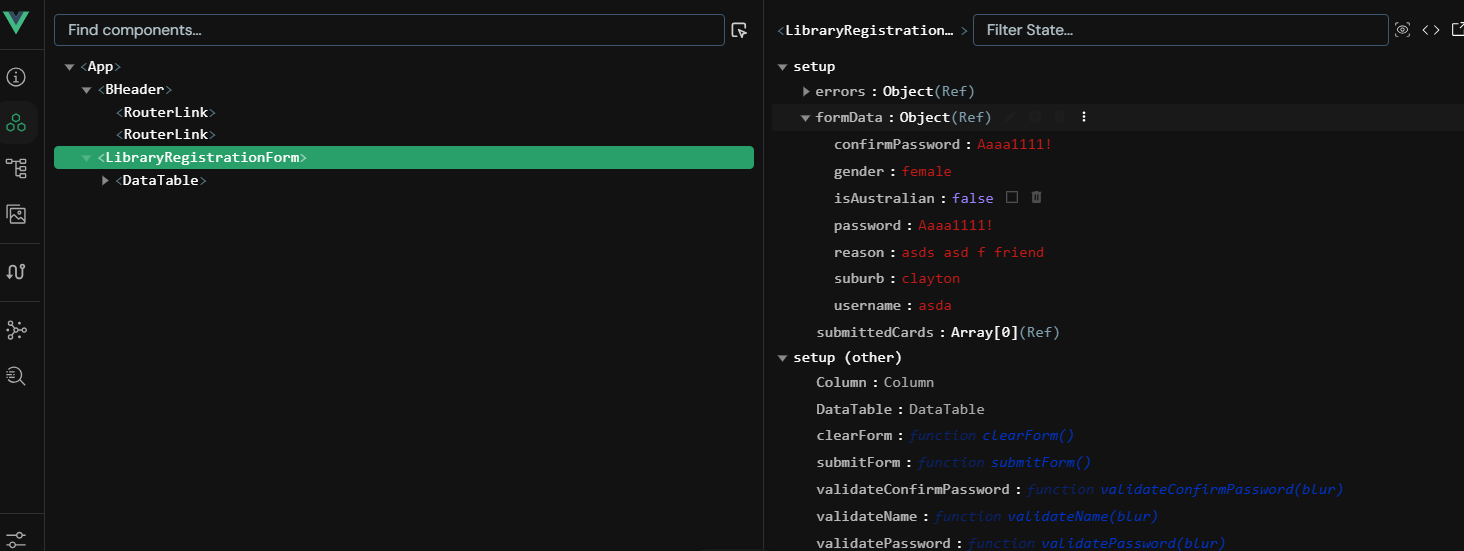 Find components...
<App>
<BHeader>
<RouterLink>
<RouterLink>
<LibraryRegistrationForm>
<DataTable>
<LibraryRegistration... >
Filter State...
setup
errors : Object(Ref)
formData : Object(Ref)
confirmPassword : Aaaa1111!
gender : female
isAustralian : false
password : Aaaa1111!
reason : asds asd f friend
suburb : clayton
username : asda
submittedCards : Array[0](Ref)
setup (other)
Column : Column
DataTable : DataTable
clearForm : function clearForm()
submitForm : function submitForm()
validateConfirmPassword : function validateConfirmPassword(blur)
validateName : function validateName(blur)
validatePassword : function validatePassword(blur)